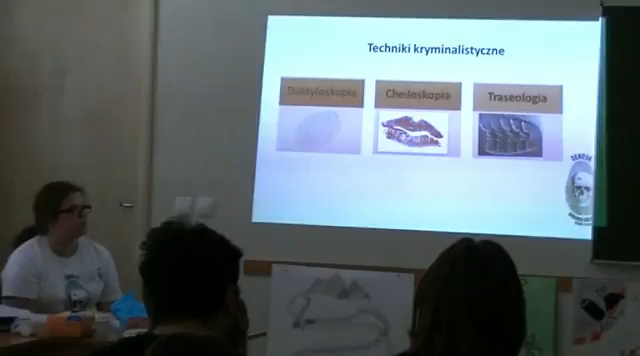 Techniki kryminalistyczne
Daktyloskopia
Cheiloskopia
Traseologia